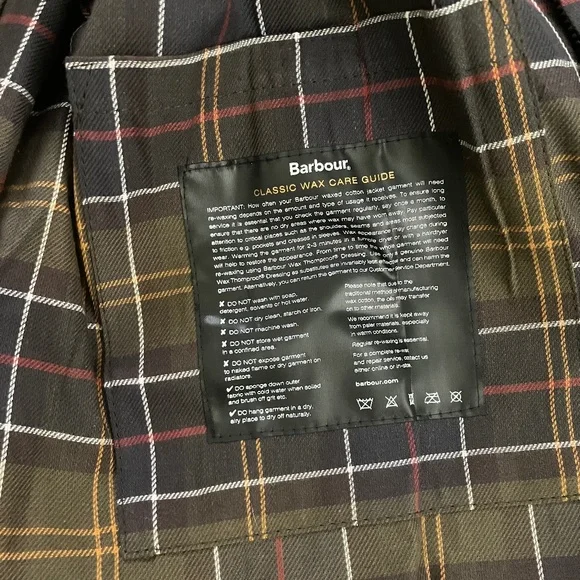 Barbour,
CLASSIC WAX CARE GUIDE
IMPORTANT: How often your Barbour waxed cotton jacket garment will need
re-waxing depends on the amount and type of usage it receives. To ensure long
service it is essential that you check the garment regularly, say once a month, to
ensure that there are no dry areas where wax may have worn away. Pay particular
attention to critical places such as the shoulders, seams and areas most subjected
to friction e.g. pockets and creases in sleeves. Wax appearance may change during
wear. Warming the garment for 2-3 minutes in a tumble dryer or with a hairdryer
will help to restore the appearance. From time to time the whole garment will need
re-waxing using Barbour Wax Thornproof Dressing. Use only genuine Barbour
Wax Thornproof® Dressing as substitutes are invariably less effective and can harm the
garment. Alternatively, you can return the garment to our Customer Service Department.
✘ DO NOT wash with soap,
detergent, solvents or hot water.
✘ DO NOT dry clean, starch or iron.
✘ DO NOT machine wash.
✘ DO NOT store wet garment
in a confined area.
✘ DO NOT expose garment
to naked flame or dry garment on
radiators.
✔ DO sponge down outer
fabric with cold water when soiled
and brush off grit etc.
✔ DO hang garment in a dry,
airy place to dry off naturally.
Please note that due to the
traditional method of manufacturing
wax cotton, the oils may transfer
on to other materials.
We recommend it is kept away
from paler materials, especially
in warm conditions.
Regular re-waxing is essential.
For a complete re-wax
and repair service, contact us
either online or in-store.
barbour.com